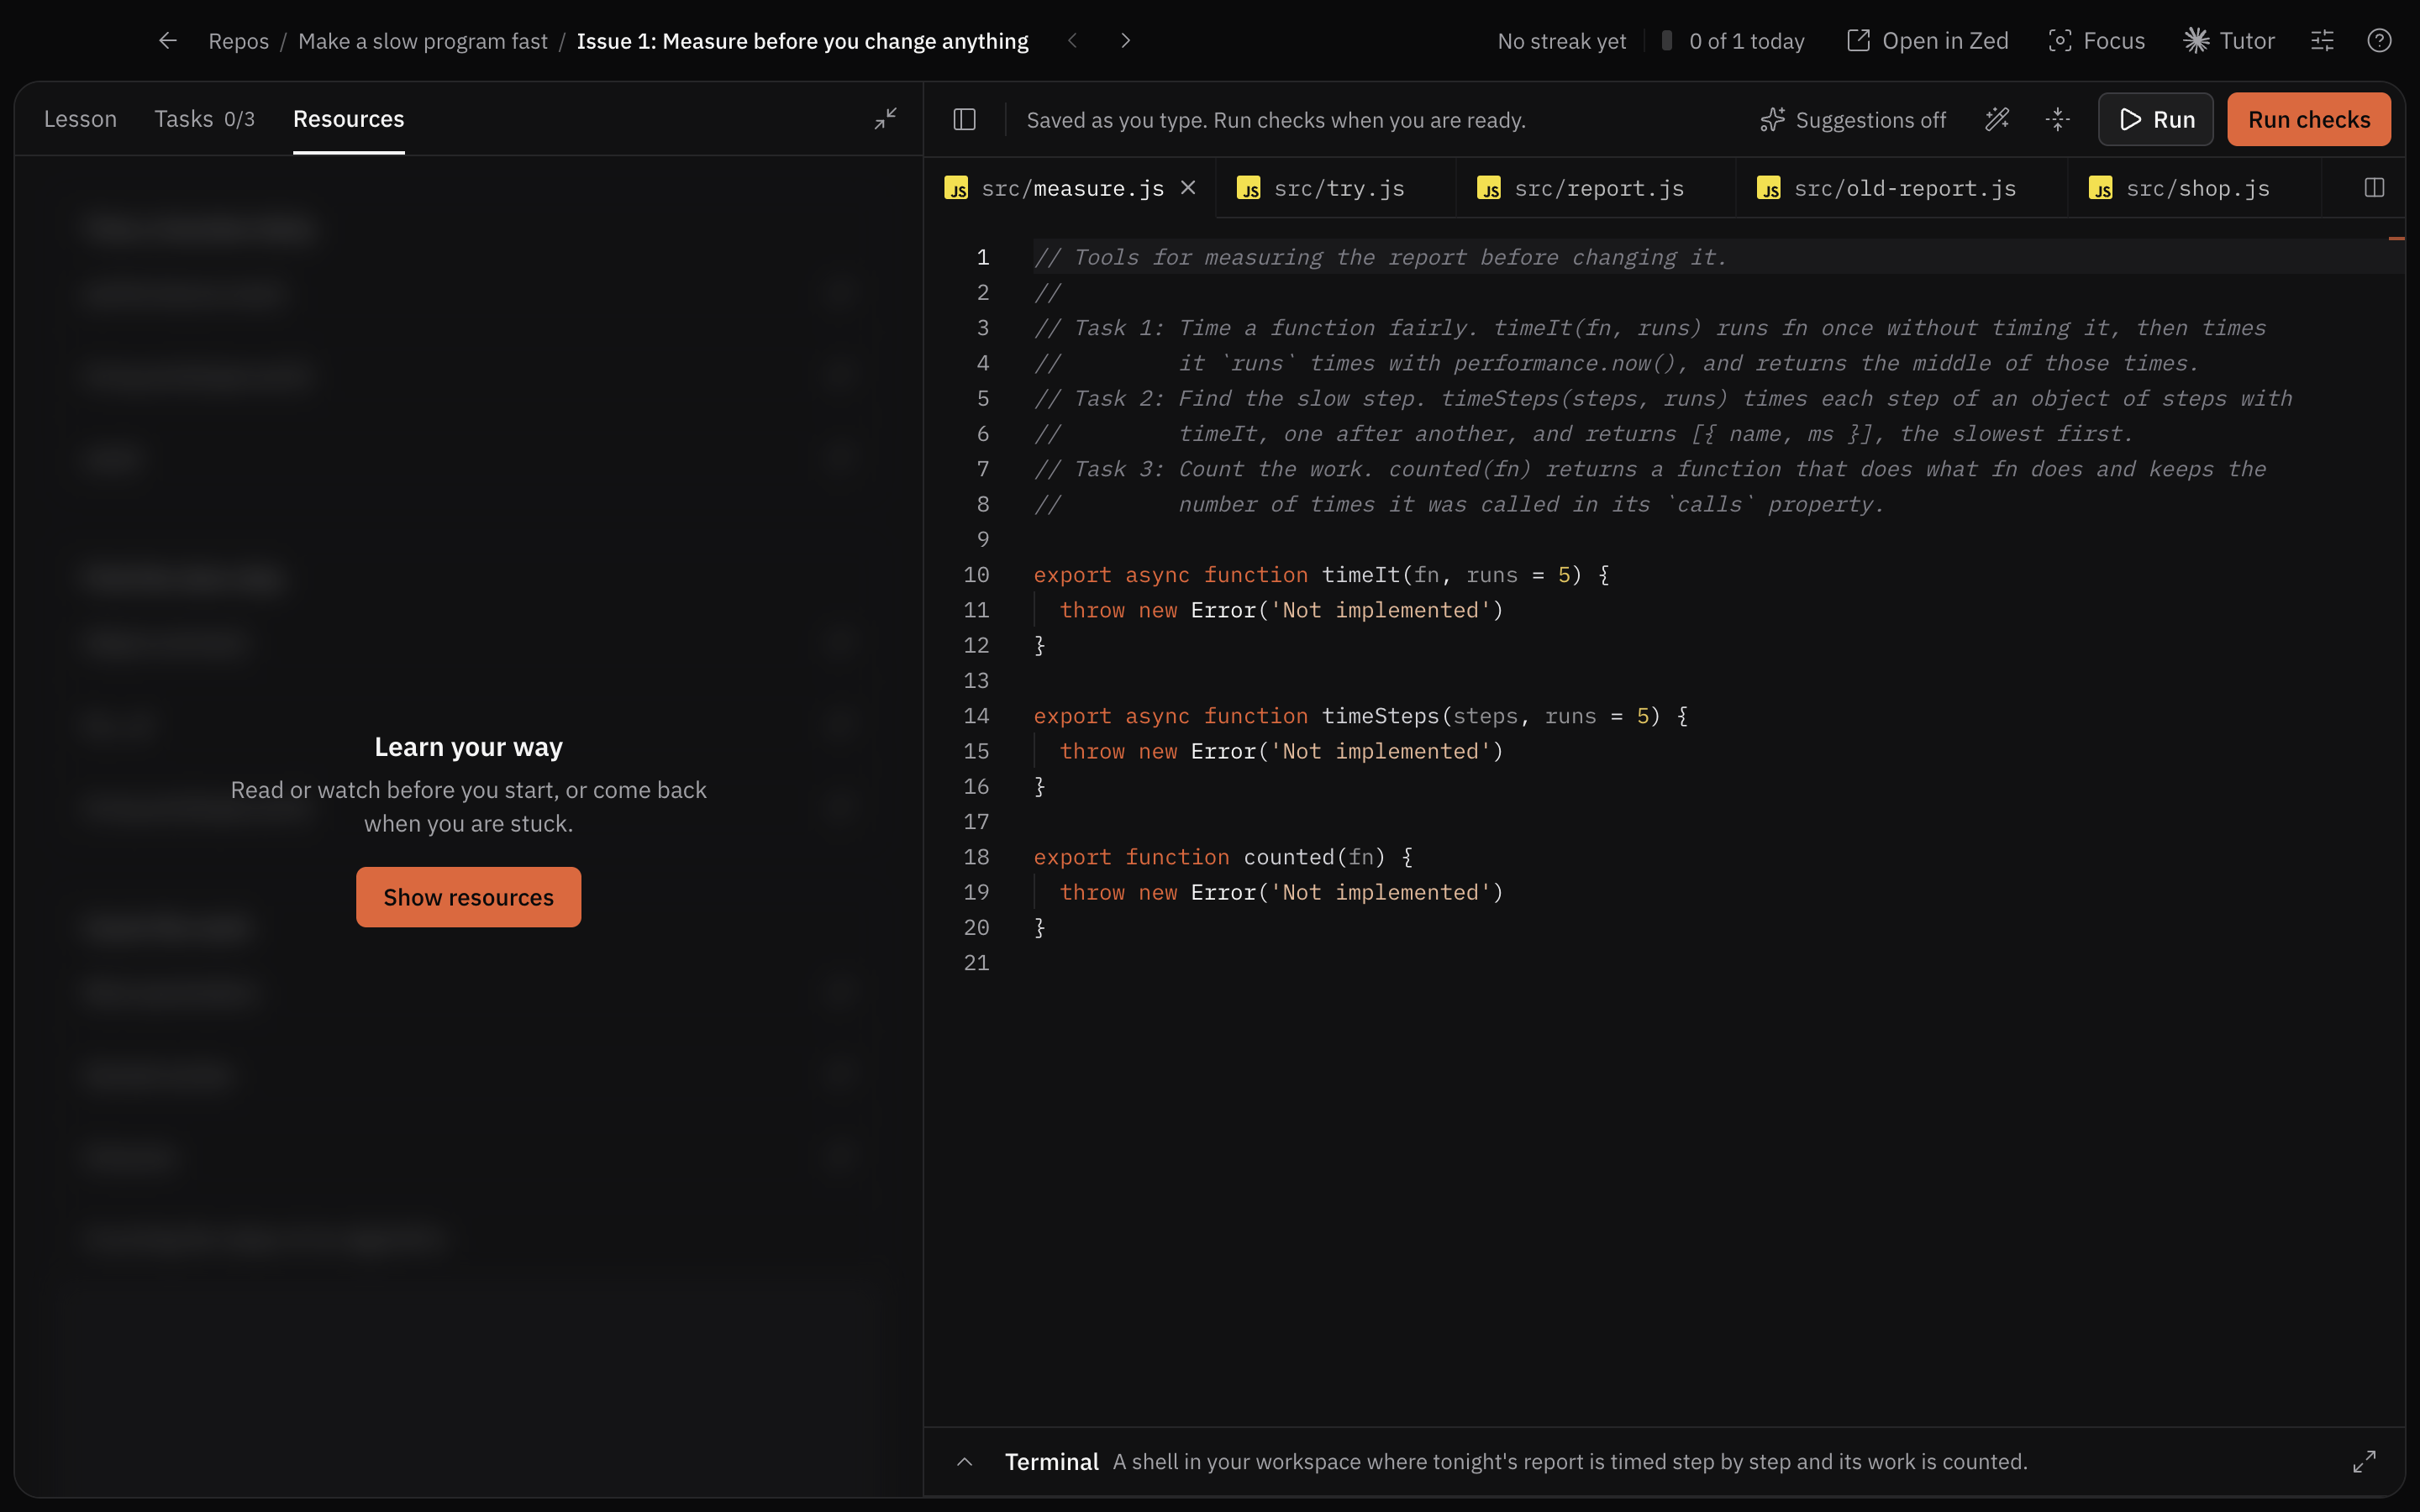 Repos / Make a slow program fast / Issue 1: Measure before you change anything
No streak yet
0 of 1 today
Open in Zed
Focus
Tutor
Lesson
Tasks 0/3
Resources
Learn your way
Read or watch before you start, or come back
when you are stuck.
Show resources
Saved as you type. Run checks when you are ready.
Suggestions off
Run
Run checks
JS src/measure.js
JS src/try.js
JS src/report.js
JS src/old-report.js
JS src/shop.js
1 // Tools for measuring the report before changing it.
2 //
3 // Task 1: Time a function fairly. timeIt(fn, runs) runs fn once without timing it, then times
4 //         it `runs` times with performance.now(), and returns the middle of those times.
5 // Task 2: Find the slow step. timeSteps(steps, runs) times each step of an object of steps with
6 //         timeIt, one after another, and returns [{ name, ms }], the slowest first.
7 // Task 3: Count the work. counted(fn) returns a function that does what fn does and keeps the
8 //         number of times it was called in its `calls` property.
9
10 export async function timeIt(fn, runs = 5) {
11   throw new Error('Not implemented')
12 }
13
14 export async function timeSteps(steps, runs = 5) {
15   throw new Error('Not implemented')
16 }
17
18 export function counted(fn) {
19   throw new Error('Not implemented')
20 }
21
Terminal A shell in your workspace where tonight's report is timed step by step and its work is counted.